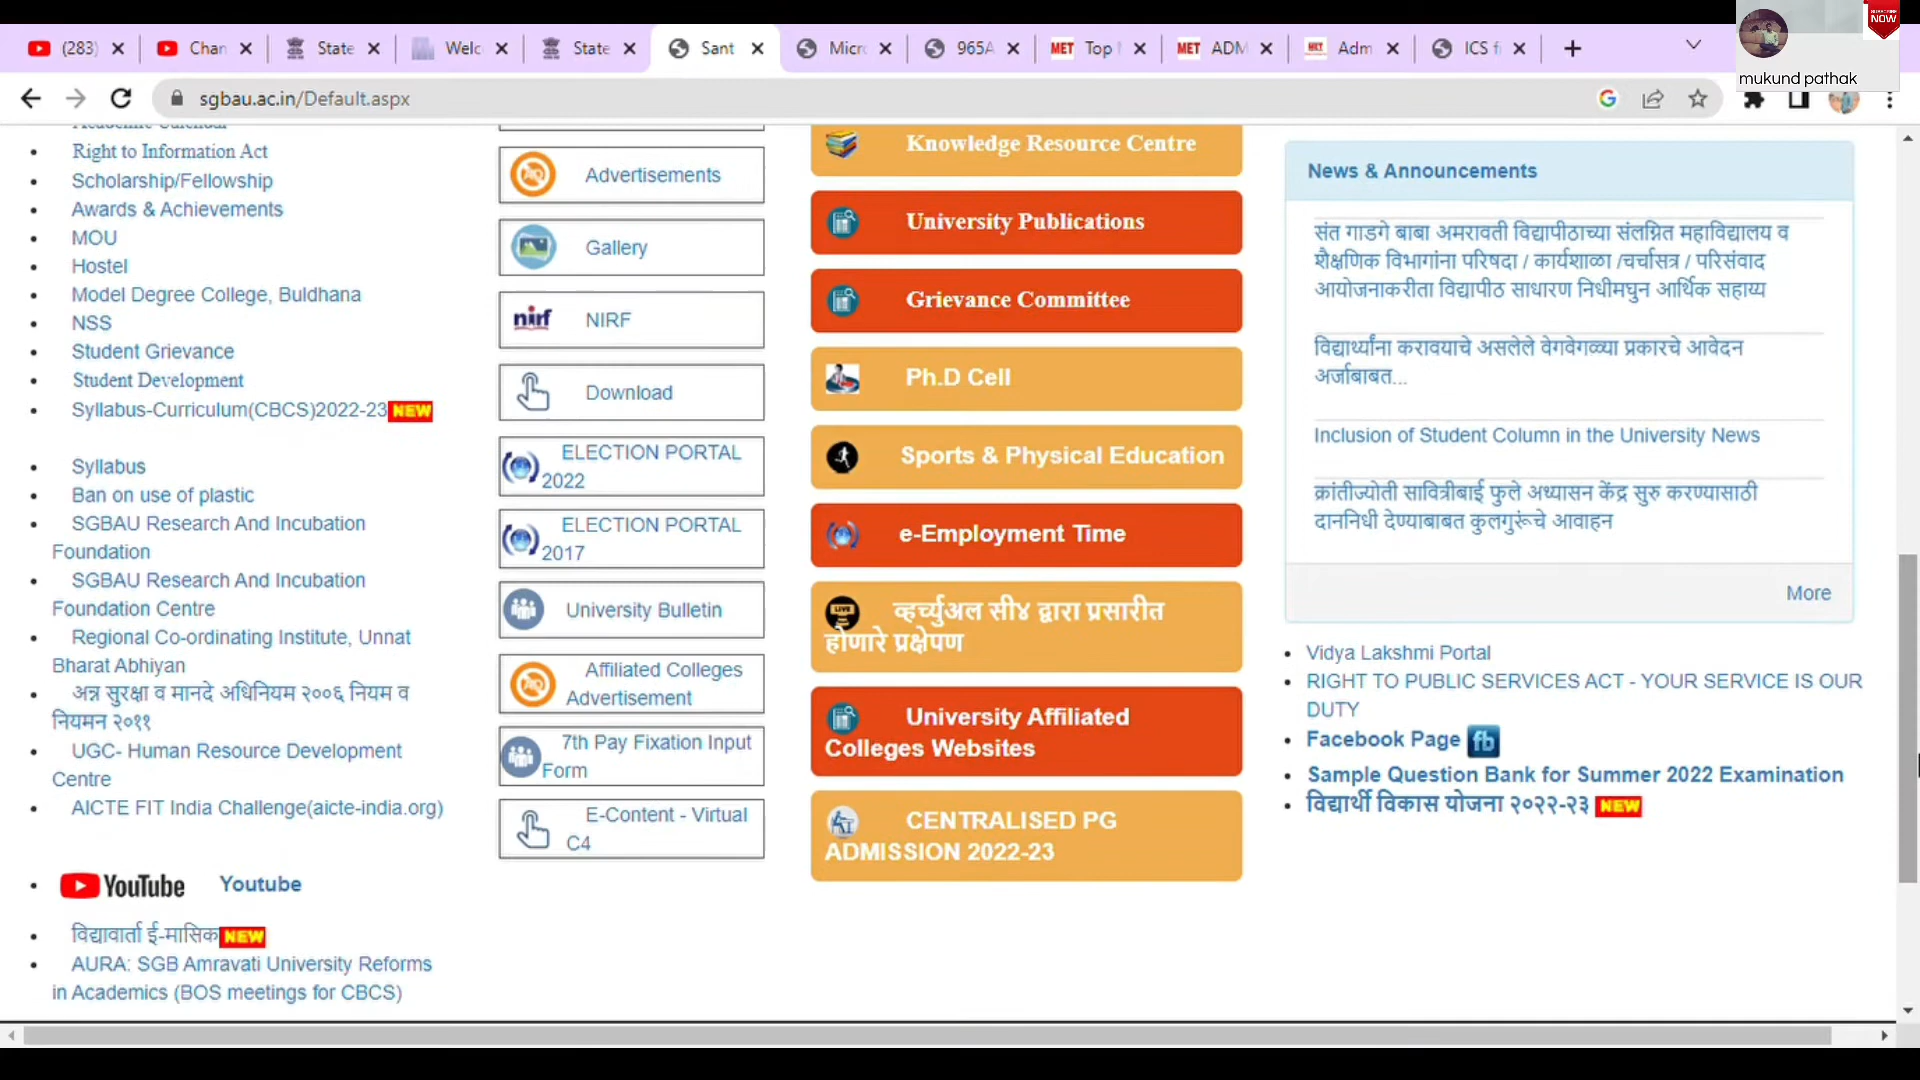 (283)
Chan
State
Welc
State
Sant
Micro
965A
MET Top
MET ADM
Adm
ICS f
NOW
mukund pathak
sgbau.ac.in/Default.aspx
Academic Calendar
Right to Information Act
Scholarship/Fellowship
Awards & Achievements
MOU
Hostel
Model Degree College, Buldhana
NSS
Student Grievance
Student Development
Syllabus-Curriculum(CBCS)2022-23 NEW
Syllabus
Ban on use of plastic
SGBAU Research And Incubation
Foundation
SGBAU Research And Incubation
Foundation Centre
Regional Co-ordinating Institute, Unnat
Bharat Abhiyan
अन्न सुरक्षा व मानदे अधिनियम २००६ नियम व
नियमन २०११
UGC- Human Resource Development
Centre
AICTE FIT India Challenge(aicte-india.org)
YouTube Youtube
विद्यावार्ता ई-मासिक NEW
AURA: SGB Amravati University Reforms
in Academics (BOS meetings for CBCS)
Advertisements
Gallery
nirf NIRF
Download
ELECTION PORTAL
2022
ELECTION PORTAL
2017
University Bulletin
Affiliated Colleges
Advertisement
7th Pay Fixation Input
Form
E-Content - Virtual
C4
Knowledge Resource Centre
University Publications
Grievance Committee
Ph.D Cell
Sports & Physical Education
e-Employment Time
LIVE व्हर्च्युअल सी४ द्वारा प्रसारीत
होणारे प्रक्षेपण
University Affiliated
Colleges Websites
CENTRALISED PG
ADMISSION 2022-23
News & Announcements
संत गाडगे बाबा अमरावती विद्यापीठाच्या संलग्नित महाविद्यालय व
शैक्षणिक विभागांना परिषदा / कार्यशाळा /चर्चासत्र / परिसंवाद
आयोजनाकरीता विद्यापीठ साधारण निधीमधुन आर्थिक सहाय्य
विद्यार्थ्यांना करावयाचे असलेले वेगवेगळ्या प्रकारचे आवेदन
अर्जाबाबत...
Inclusion of Student Column in the University News
क्रांतीज्योती सावित्रीबाई फुले अध्यासन केंद्र सुरु करण्यासाठी
दाननिधी देण्याबाबत कुलगुरूंचे आवाहन
More
Vidya Lakshmi Portal
RIGHT TO PUBLIC SERVICES ACT - YOUR SERVICE IS OUR
DUTY
Facebook Page fb
Sample Question Bank for Summer 2022 Examination
विद्यार्थी विकास योजना २०२२-२३ NEW